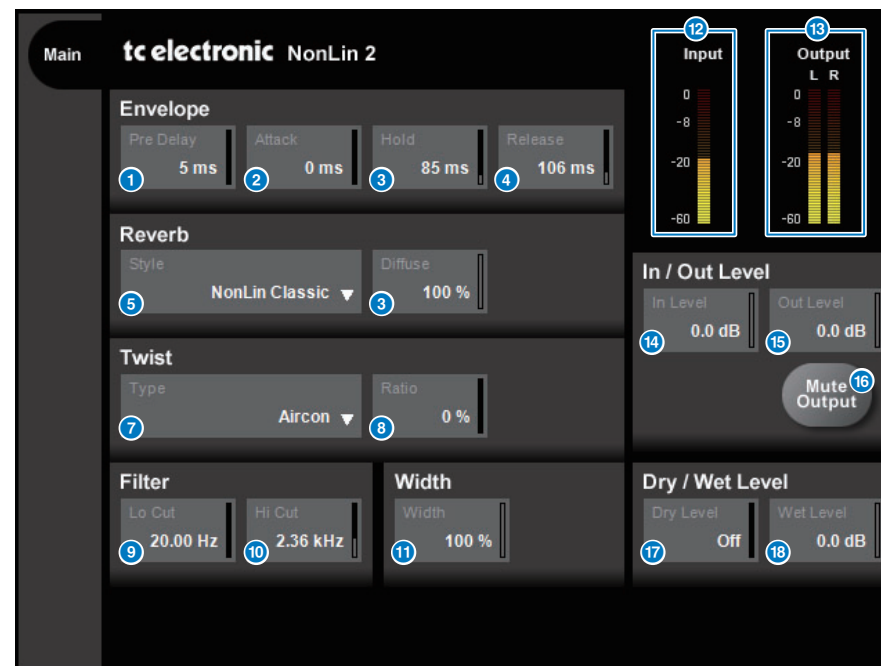 Main
tc electronic NonLin 2
Envelope
Pre Delay Attack Hold Release
5 ms 0 ms 85 ms 106 ms
1 2 3 4
Reverb
Style Diffuse
NonLin Classic 100 %
5 3
Twist
Type Ratio
Aircon 0 %
7 8
Filter
Lo Cut Hi Cut
20.00 Hz 2.36 kHz
9 10
Width
Width
100 %
11
12 13
Input Output
L R
0 0
-8 -8
-20 -20
-60 -60
In / Out Level
In Level Out Level
0.0 dB 0.0 dB
14 15
Mute 16
Output
Dry / Wet Level
Dry Level Wet Level
Off 0.0 dB
17 18